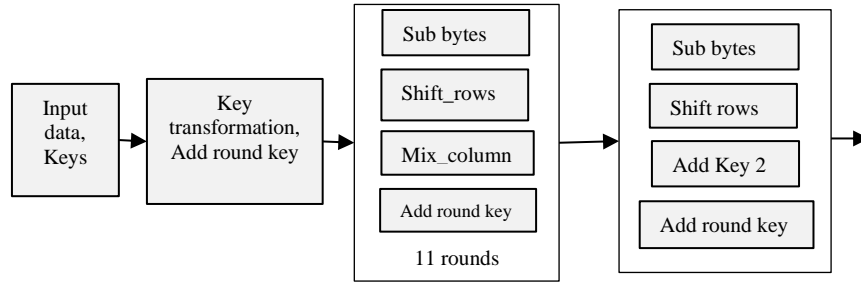 Input
data,
Keys
Key
transformation,
Add round key
Sub bytes
Shift_rows
Mix_column
Add round key
11 rounds
Sub bytes
Shift rows
Add Key 2
Add round key